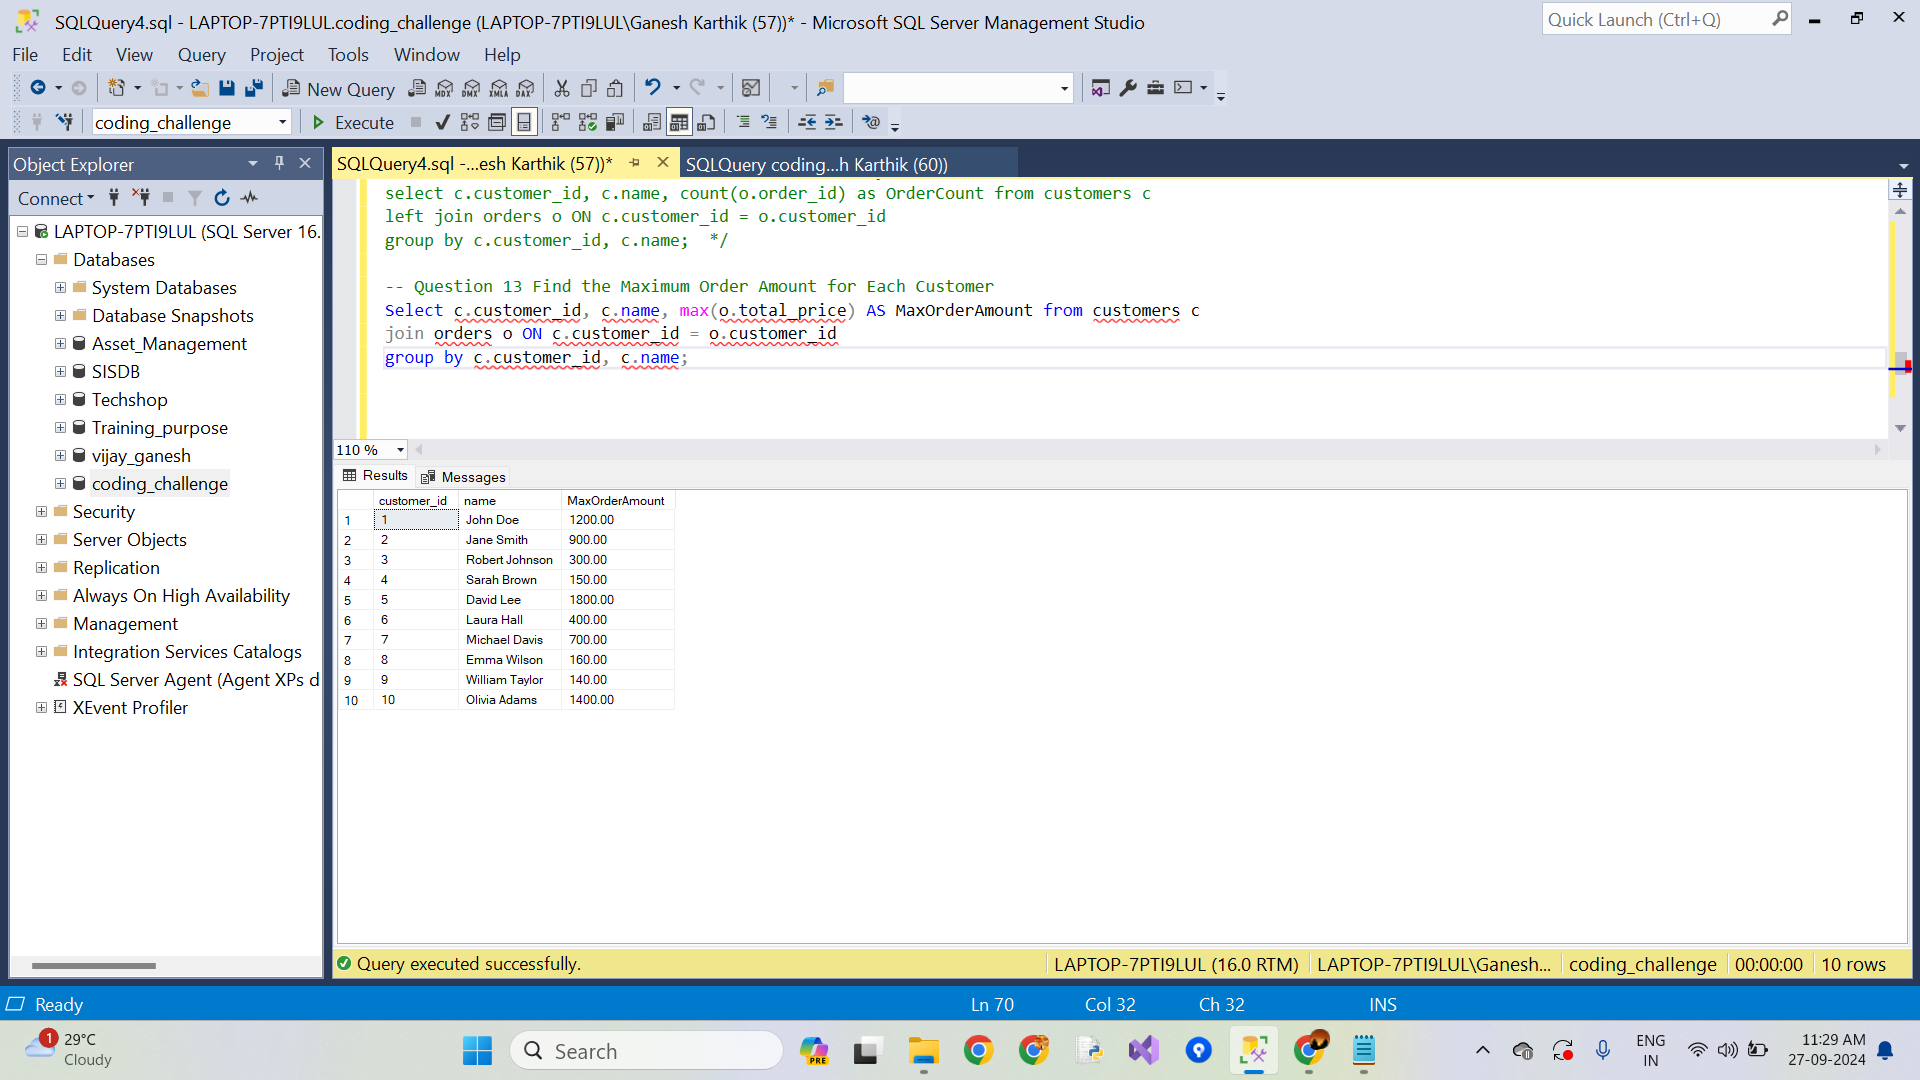 SQLQuery4.sql - LAPTOP-7PTI9LUL.coding_challenge (LAPTOP-7PTI9LUL\Ganesh Karthik (57))* - Microsoft SQL Server Management Studio
Quick Launch (Ctrl+Q)
File Edit View Query Project Tools Window Help
New Query MDX DMX XMLA DAX
coding_challenge Execute
Object Explorer
Connect
LAPTOP-7PTI9LUL (SQL Server 16.
Databases
System Databases
Database Snapshots
Asset_Management
SISDB
Techshop
Training_purpose
vijay_ganesh
coding_challenge
Security
Server Objects
Replication
Always On High Availability
Management
Integration Services Catalogs
SQL Server Agent (Agent XPs d
XEvent Profiler
SQLQuery4.sql -...esh Karthik (57))* SQLQuery coding...h Karthik (60))
select c.customer_id, c.name, count(o.order_id) as OrderCount from customers c
left join orders o ON c.customer_id = o.customer_id
group by c.customer_id, c.name; */
-- Question 13 Find the Maximum Order Amount for Each Customer
Select c.customer_id, c.name, max(o.total_price) AS MaxOrderAmount from customers c
join orders o ON c.customer_id = o.customer_id
group by c.customer_id, c.name;
110 %
Results Messages
customer_id name MaxOrderAmount
1 1 John Doe 1200.00
2 2 Jane Smith 900.00
3 3 Robert Johnson 300.00
4 4 Sarah Brown 150.00
5 5 David Lee 1800.00
6 6 Laura Hall 400.00
7 7 Michael Davis 700.00
8 8 Emma Wilson 160.00
9 9 William Taylor 140.00
10 10 Olivia Adams 1400.00
Query executed successfully. LAPTOP-7PTI9LUL (16.0 RTM) LAPTOP-7PTI9LUL\Ganesh... coding_challenge 00:00:00 10 rows
Ready Ln 70 Col 32 Ch 32 INS
1 29°C
Cloudy
Search
PRE
ENG
IN
11:29 AM
27-09-2024